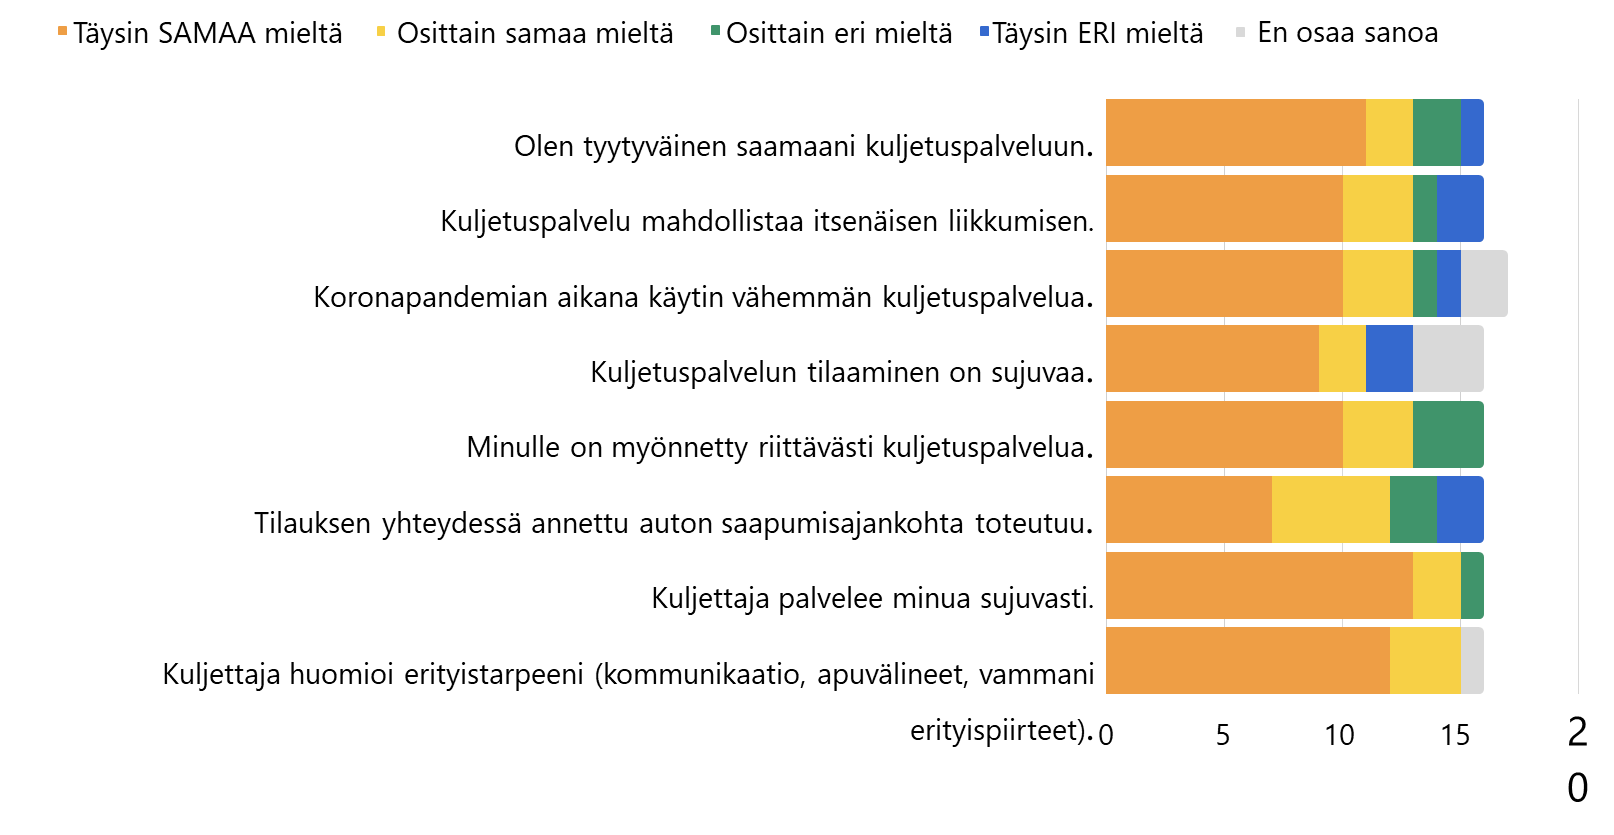 Täysin SAMAA mieltä Osittain samaa mieltä Osittain eri mieltä Täysin ERI mieltä En osaa sanoa
Olen tyytyväinen saamaani kuljetuspalveluun.
Kuljetuspalvelu mahdollistaa itsenäisen liikkumisen.
Koronapandemian aikana käytin vähemmän kuljetuspalvelua.
Kuljetuspalvelun tilaaminen on sujuvaa.
Minulle on myönnetty riittävästi kuljetuspalvelua.
Tilauksen yhteydessä annettu auton saapumisajankohta toteutuu.
Kuljettaja palvelee minua sujuvasti.
Kuljettaja huomioi erityistarpeeni (kommunikaatio, apuvälineet, vammani
erityispiirteet).
0 5 10 15 2
0